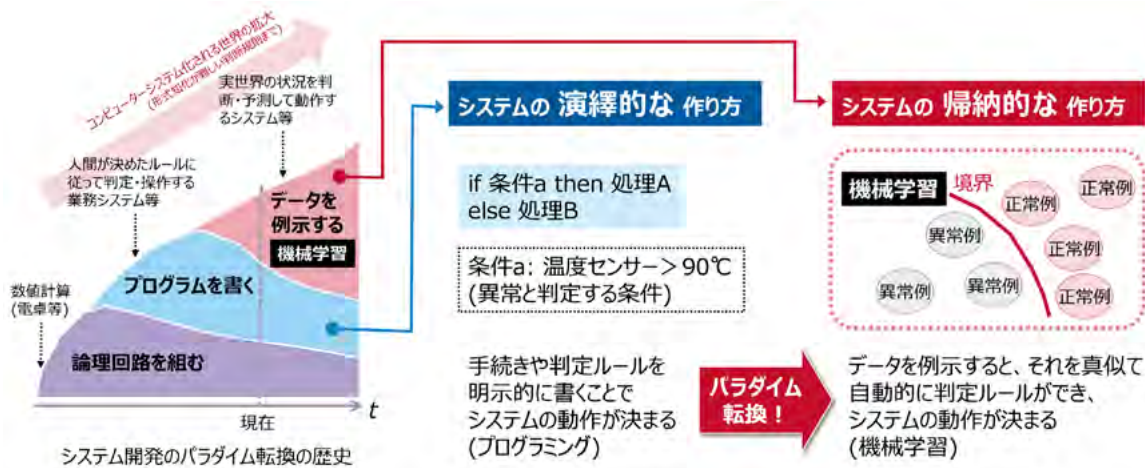 コンピューターシステム化される世界の拡大
(形式知化が難しい判断規則まで)
実世界の状況を判
断・予測して動作す
るシステム等
人間が決めたルールに
従って判定・操作する
業務システム等
数値計算
(電卓等)
データを
例示する
機械学習
プログラムを書く
論理回路を組む
現在
t
システム開発のパラダイム転換の歴史
システムの 演繹的な 作り方
if 条件a then 処理A
else 処理B
条件a: 温度センサー＞90℃
(異常と判定する条件)
手続きや判定ルールを
明示的に書くことで
システムの動作が決まる
(プログラミング)
パラダイム
転換！
システムの 帰納的な 作り方
機械学習
境界
正常例
正常例
異常例
正常例
異常例
異常例
正常例
データを例示すると、それを真似て
自動的に判定ルールができ、
システムの動作が決まる
(機械学習)